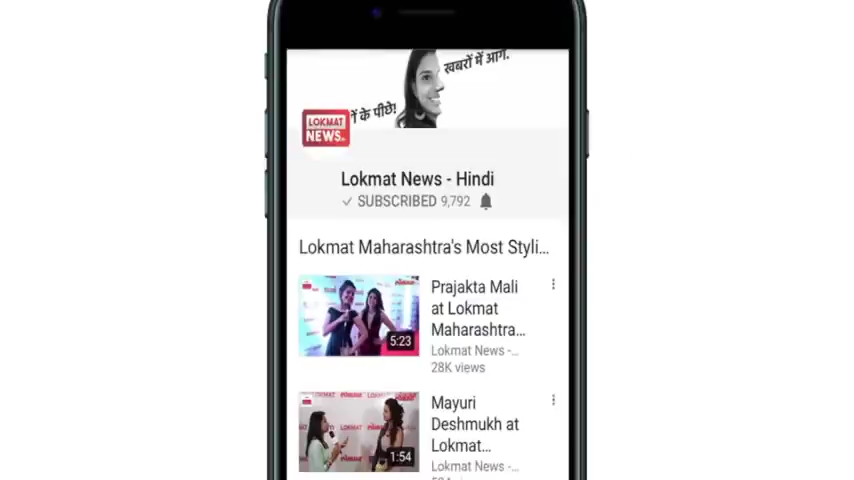 खबरों में आगे.
के पीछे!
LOKMAT
NEWS
Lokmat News - Hindi
SUBSCRIBED 9,792
Lokmat Maharashtra's Most Styli...
Prajakta Mali
at Lokmat
Maharashtra...
Lokmat News -...
28K views
5:23
Mayuri
Deshmukh at
Lokmat...
Lokmat News -...
LOKMAT
1:54